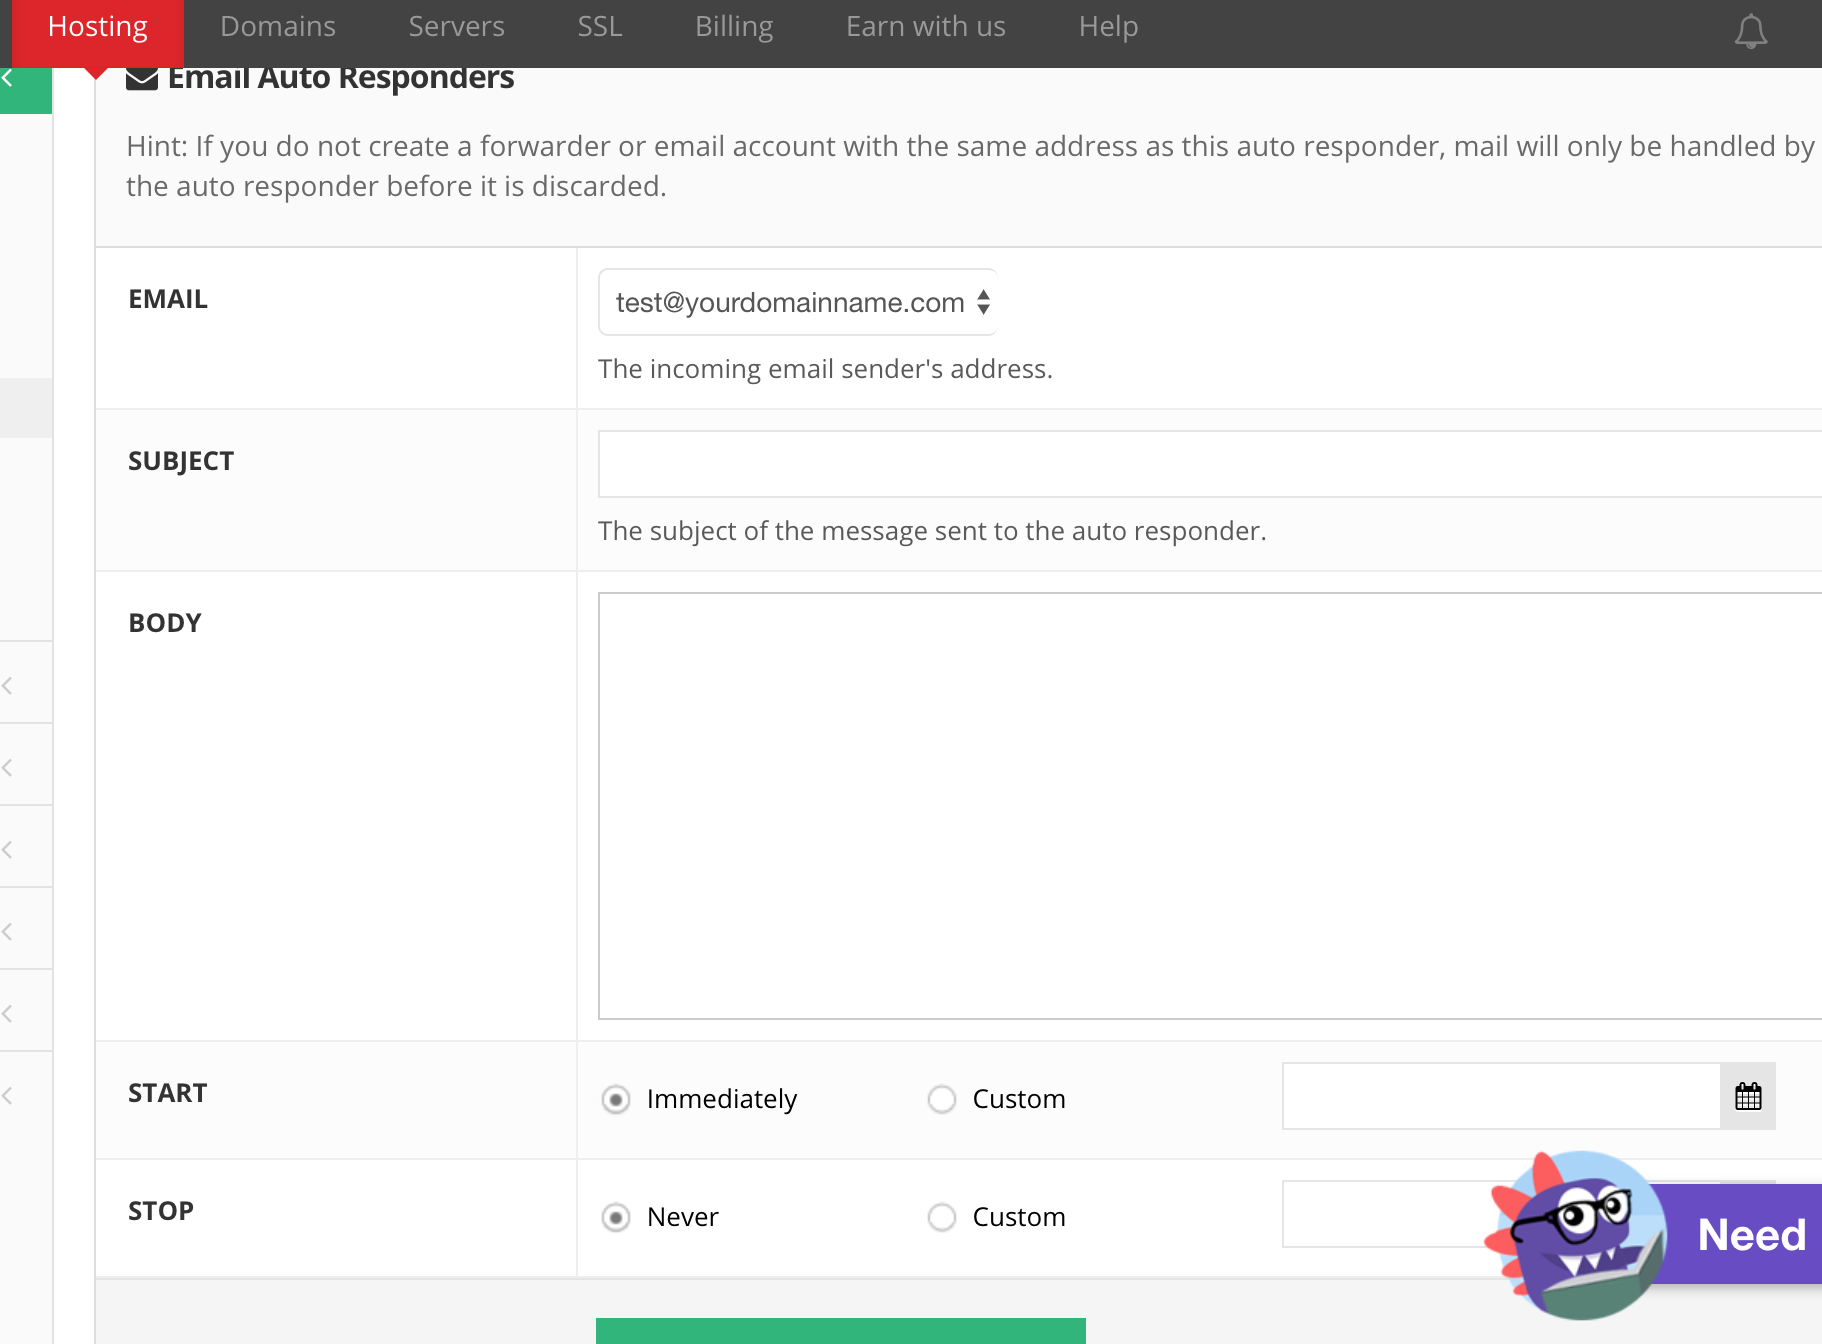 Hosting Domains Servers SSL Billing Earn with us Help
Email Auto Responders
Hint: If you do not create a forwarder or email account with the same address as this auto responder, mail will only be handled by
the auto responder before it is discarded.
EMAIL
test@yourdomainname.com
The incoming email sender's address.
SUBJECT
The subject of the message sent to the auto responder.
BODY
START
Immediately
Custom
STOP
Never
Custom
Need